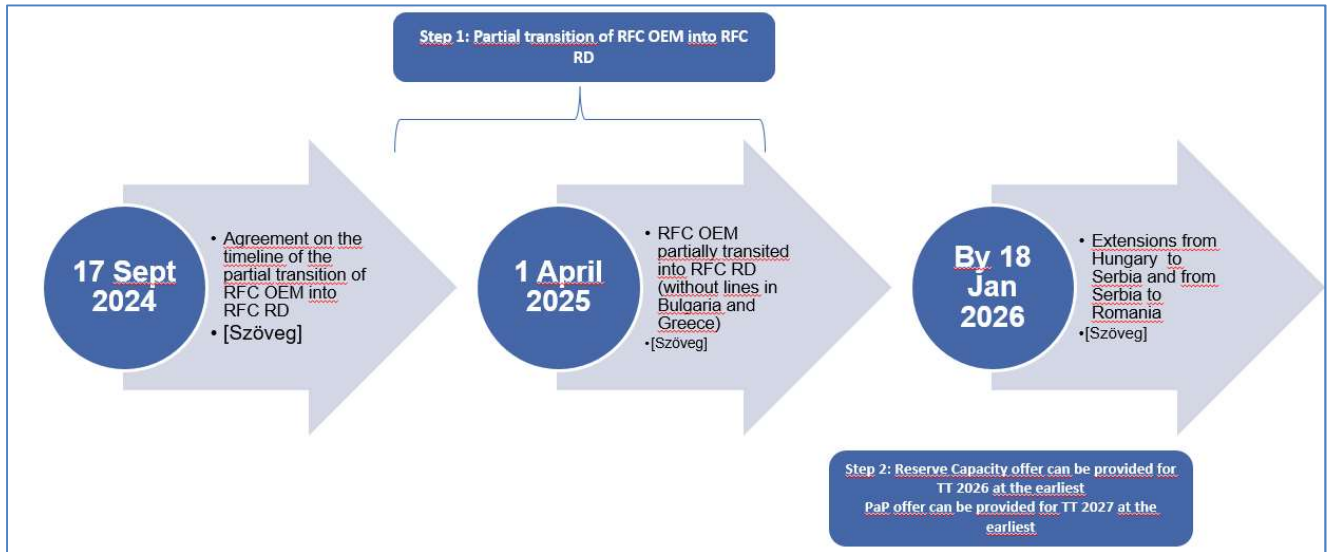 Step 1: Partial transition of RFC OEM into RFC
RD
17 Sept
2024
• Agreement on the
timeline of the
partial transition of
RFC OEM into
RFC RD
• [Szöveg]
1 April
2025
• RFC OEM
partially transited
into RFC RD
(without lines in
Bulgaria and
Greece)
•[Szöveg]
By 18
Jan
2026
• Extensions from
Hungary to
Serbia and from
Serbia to
Romania
•[Szöveg]
Step 2: Reserve Capacity offer can be provided for
TT 2026 at the earliest
PaP offer can be provided for TT 2027 at the
earliest